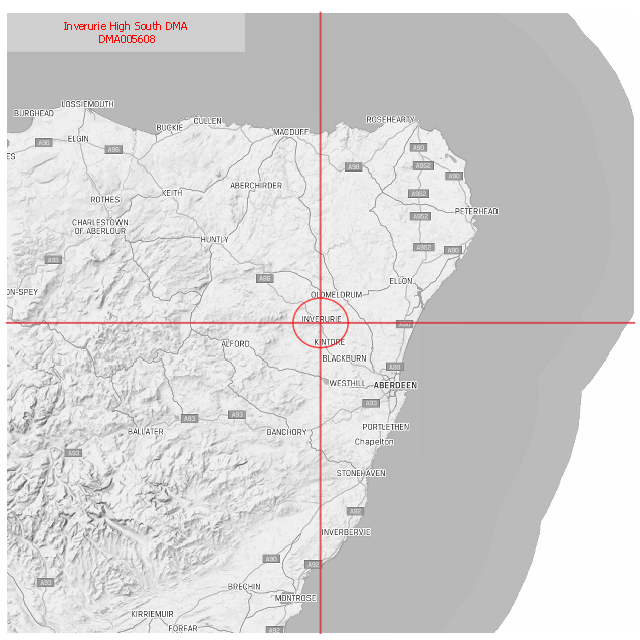 Inverurie High South DMA
DMA005608
LOSSIEMOUTH
BURGHEAD
CULLEN
ROSEHEARTY
BUCKIE
MACDUFF
ELGIN
A96
A96
A90
ES
A952
A98
A90
ABERCHIRDER
KEITH
A952
ROTHES
PETERHEAD
A952
CHARLESTOWN
OF ABERLOUR
HUNTLY
A952
A90
A95
A96
ELLON
ON-SPEY
OLDMELDRUM
INVERURIE
A90
KINTORE
ALFORD
BLACKBURN
A90
WESTHILL
ABERDEEN
A93
A93
A93
PORTLETHEN
BALLATER
BANCHORY
Chapelton
A93
STONEHAVEN
A92
INVERBERVIE
A90
A92
A93
BRECHIN
MONTROSE
KIRRIEMUIR
FORFAR
A92